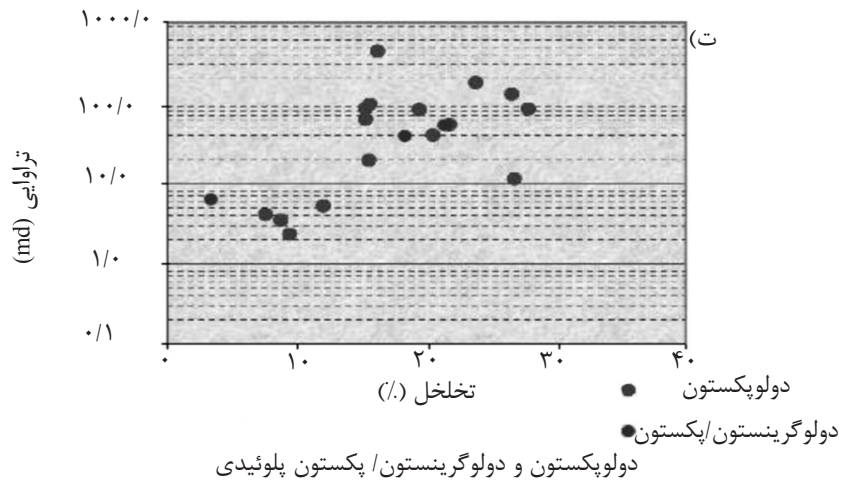 ت)
۱۰۰۰/۰
۱۰۰/۰
۱۰/۰
۱/۰
۰/۱
تراوایی (md)
۰ ۱۰ ۲۰ ۳۰ ۴۰
تخلخل (٪)
دولوپکستون
دولوگرینستون/پکستون
دولوپکستون و دولوگرینستون/ پکستون پلوئیدی